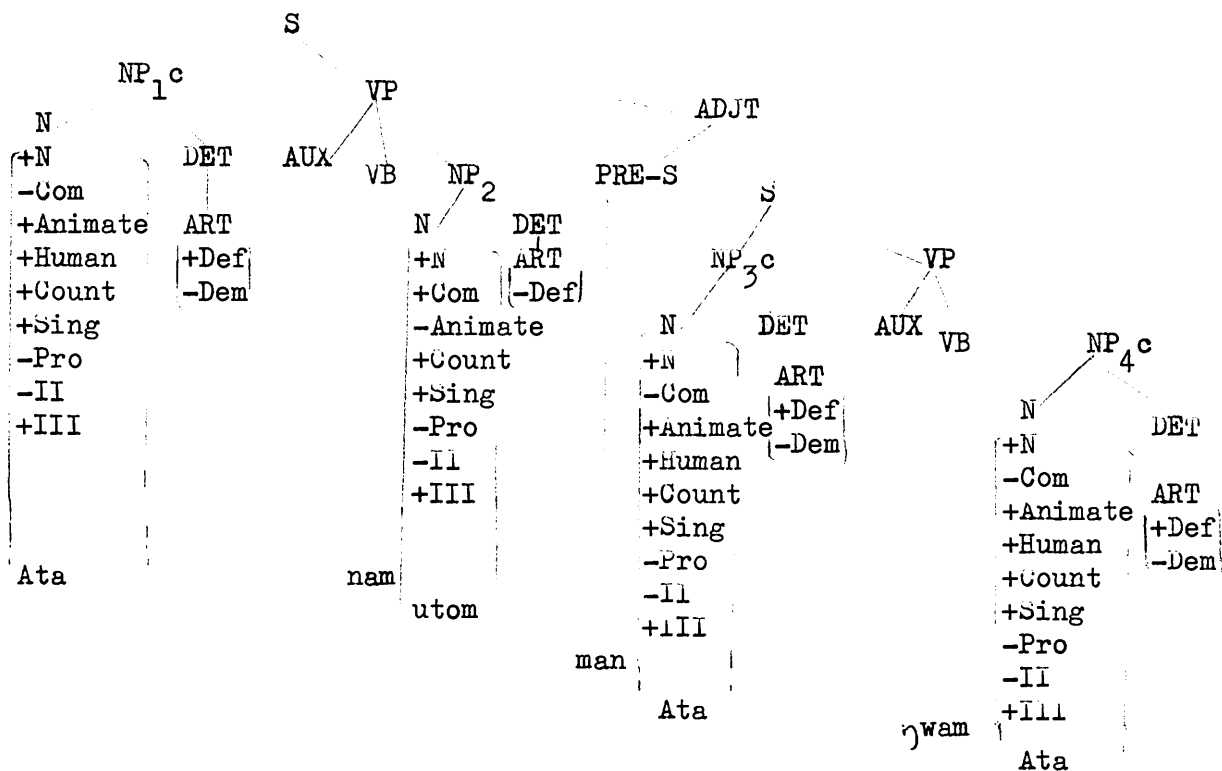 S
NP1c
VP
ADJT
N
+N
-Com
+Animate
+Human
+Count
+Sing
-Pro
-II
+III
Ata
DET
ART
+Def
-Dem
AUX
VB
nam
NP2
N
+N
+Com
-Animate
+Count
+Sing
-Pro
-II
+III
utom
DET
ART
-Def
PRE-S
man
S
NP3c
N
+N
-Com
+Animate
+Human
+Count
+Sing
-Pro
-II
+III
Ata
DET
ART
+Def
-Dem
VP
AUX
VB
ŋwam
NP4c
N
+N
-Com
+Animate
+Human
+Count
+Sing
-Pro
-II
+III
Ata
DET
ART
+Def
-Dem